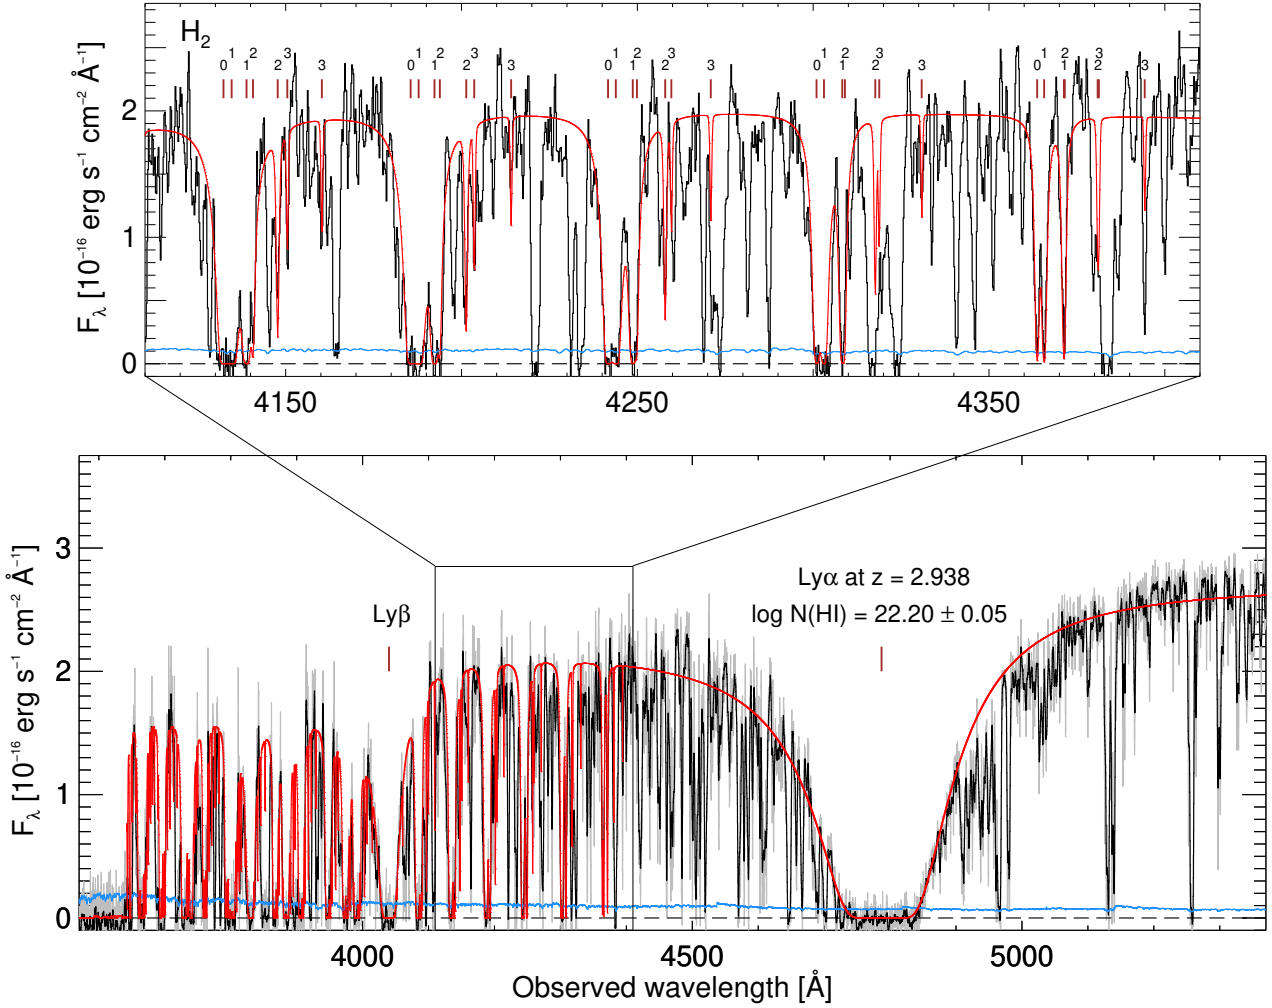 H₂
0 1 1 2 2 3 3 0 1 1 2 2 3 3 0 1 1 2 2 3 3 0 1 1 2 2 3 3 0 1 1 2 2 3 3
F_λ [10⁻¹⁶ erg s⁻¹ cm⁻² Å⁻¹]
2
1
0
4150 4250 4350
F_λ [10⁻¹⁶ erg s⁻¹ cm⁻² Å⁻¹]
3
2
1
0
Lyβ
Lyα at z = 2.938
log N(HI) = 22.20 ± 0.05
4000 4500 5000
Observed wavelength [Å]